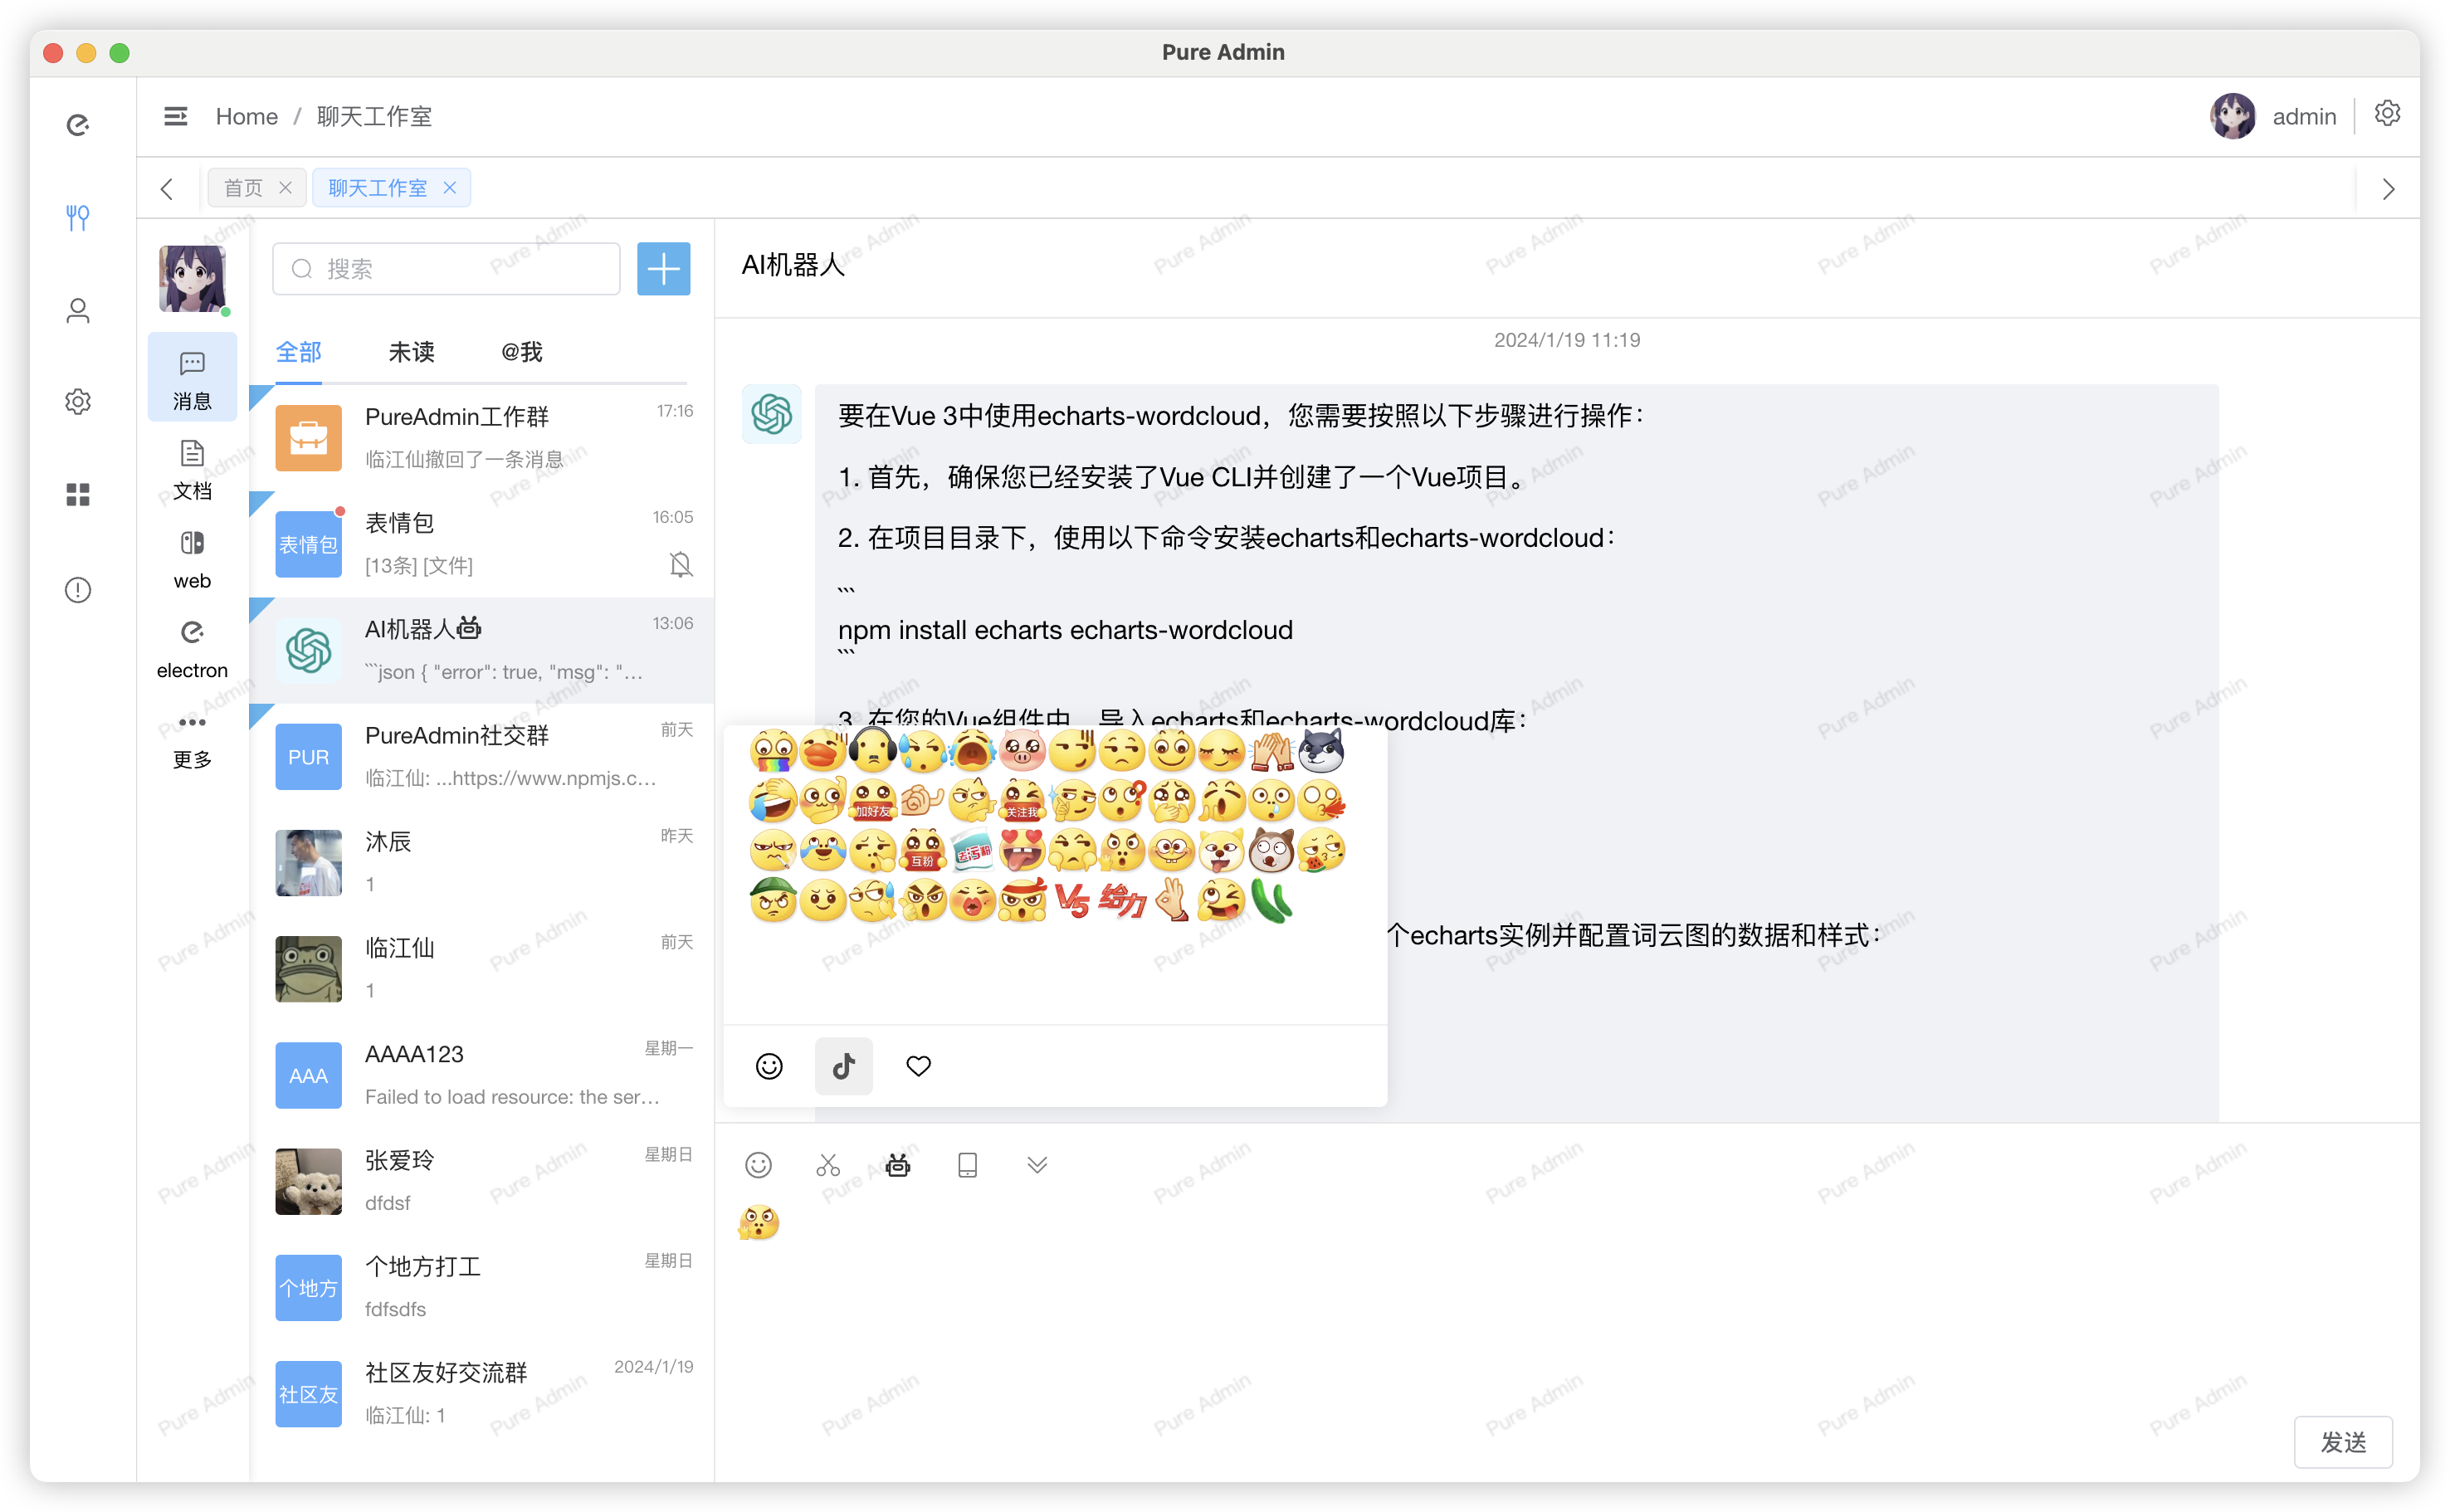 Pure Admin
Home / 聊天工作室
admin
首页
聊天工作室
消息
文档
web
electron
更多
搜索
全部 未读 @我
PureAdmin工作群 17:16
临江仙撤回了一条消息
表情包
表情包 16:05
[13条] [文件]
AI机器人 13:06
```json { "error": true, "msg": "...
PUR
PureAdmin社交群 前天
临江仙: ...https://www.npmjs.c...
沐辰 昨天
1
临江仙 前天
1
AAA
AAAA123 星期一
Failed to load resource: the ser...
张爱玲 星期日
dfdsf
个地方
个地方打工 星期日
fdfsdfs
社区友
社区友好交流群 2024/1/19
临江仙: 1
AI机器人
2024/1/19 11:19
要在Vue 3中使用echarts-wordcloud，您需要按照以下步骤进行操作：
1. 首先，确保您已经安装了Vue CLI并创建了一个Vue项目。
2. 在项目目录下，使用以下命令安装echarts和echarts-wordcloud：
```
npm install echarts echarts-wordcloud
```
3. 在您的Vue组件中，导入echarts和echarts-wordcloud库：
加好友
关注我
互粉
去污粉
V5
给力
个echarts实例并配置词云图的数据和样式：
发送
Pure Admin